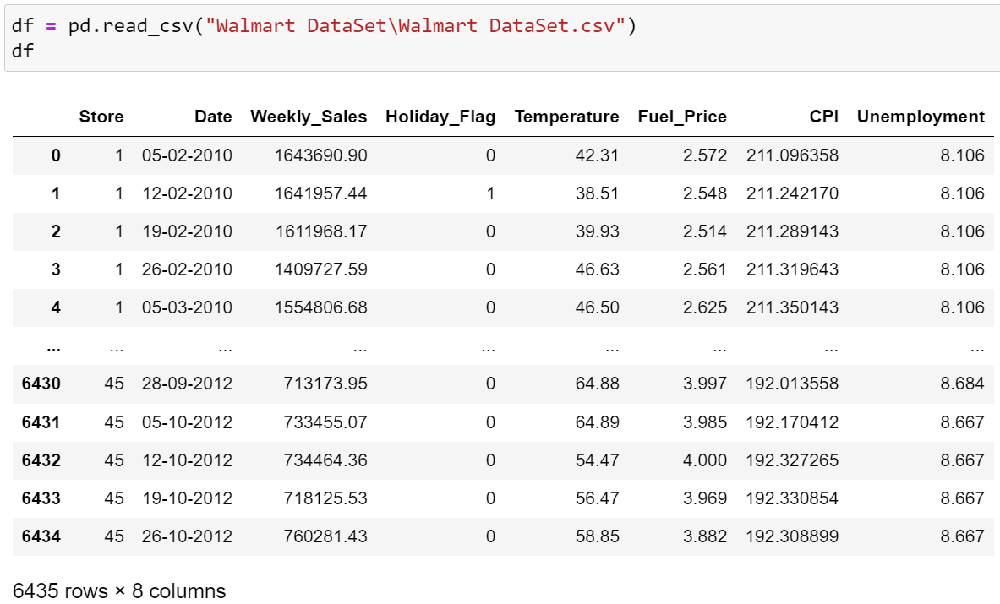 df = pd.read_csv("Walmart DataSet\Walmart DataSet.csv")
df
Store Date Weekly_Sales Holiday_Flag Temperature Fuel_Price CPI Unemployment
0 1 05-02-2010 1643690.90 0 42.31 2.572 211.096358 8.106
1 1 12-02-2010 1641957.44 1 38.51 2.548 211.242170 8.106
2 1 19-02-2010 1611968.17 0 39.93 2.514 211.289143 8.106
3 1 26-02-2010 1409727.59 0 46.63 2.561 211.319643 8.106
4 1 05-03-2010 1554806.68 0 46.50 2.625 211.350143 8.106
... ... ... ... ... ... ... ... ...
6430 45 28-09-2012 713173.95 0 64.88 3.997 192.013558 8.684
6431 45 05-10-2012 733455.07 0 64.89 3.985 192.170412 8.667
6432 45 12-10-2012 734464.36 0 54.47 4.000 192.327265 8.667
6433 45 19-10-2012 718125.53 0 56.47 3.969 192.330854 8.667
6434 45 26-10-2012 760281.43 0 58.85 3.882 192.308899 8.667
6435 rows × 8 columns